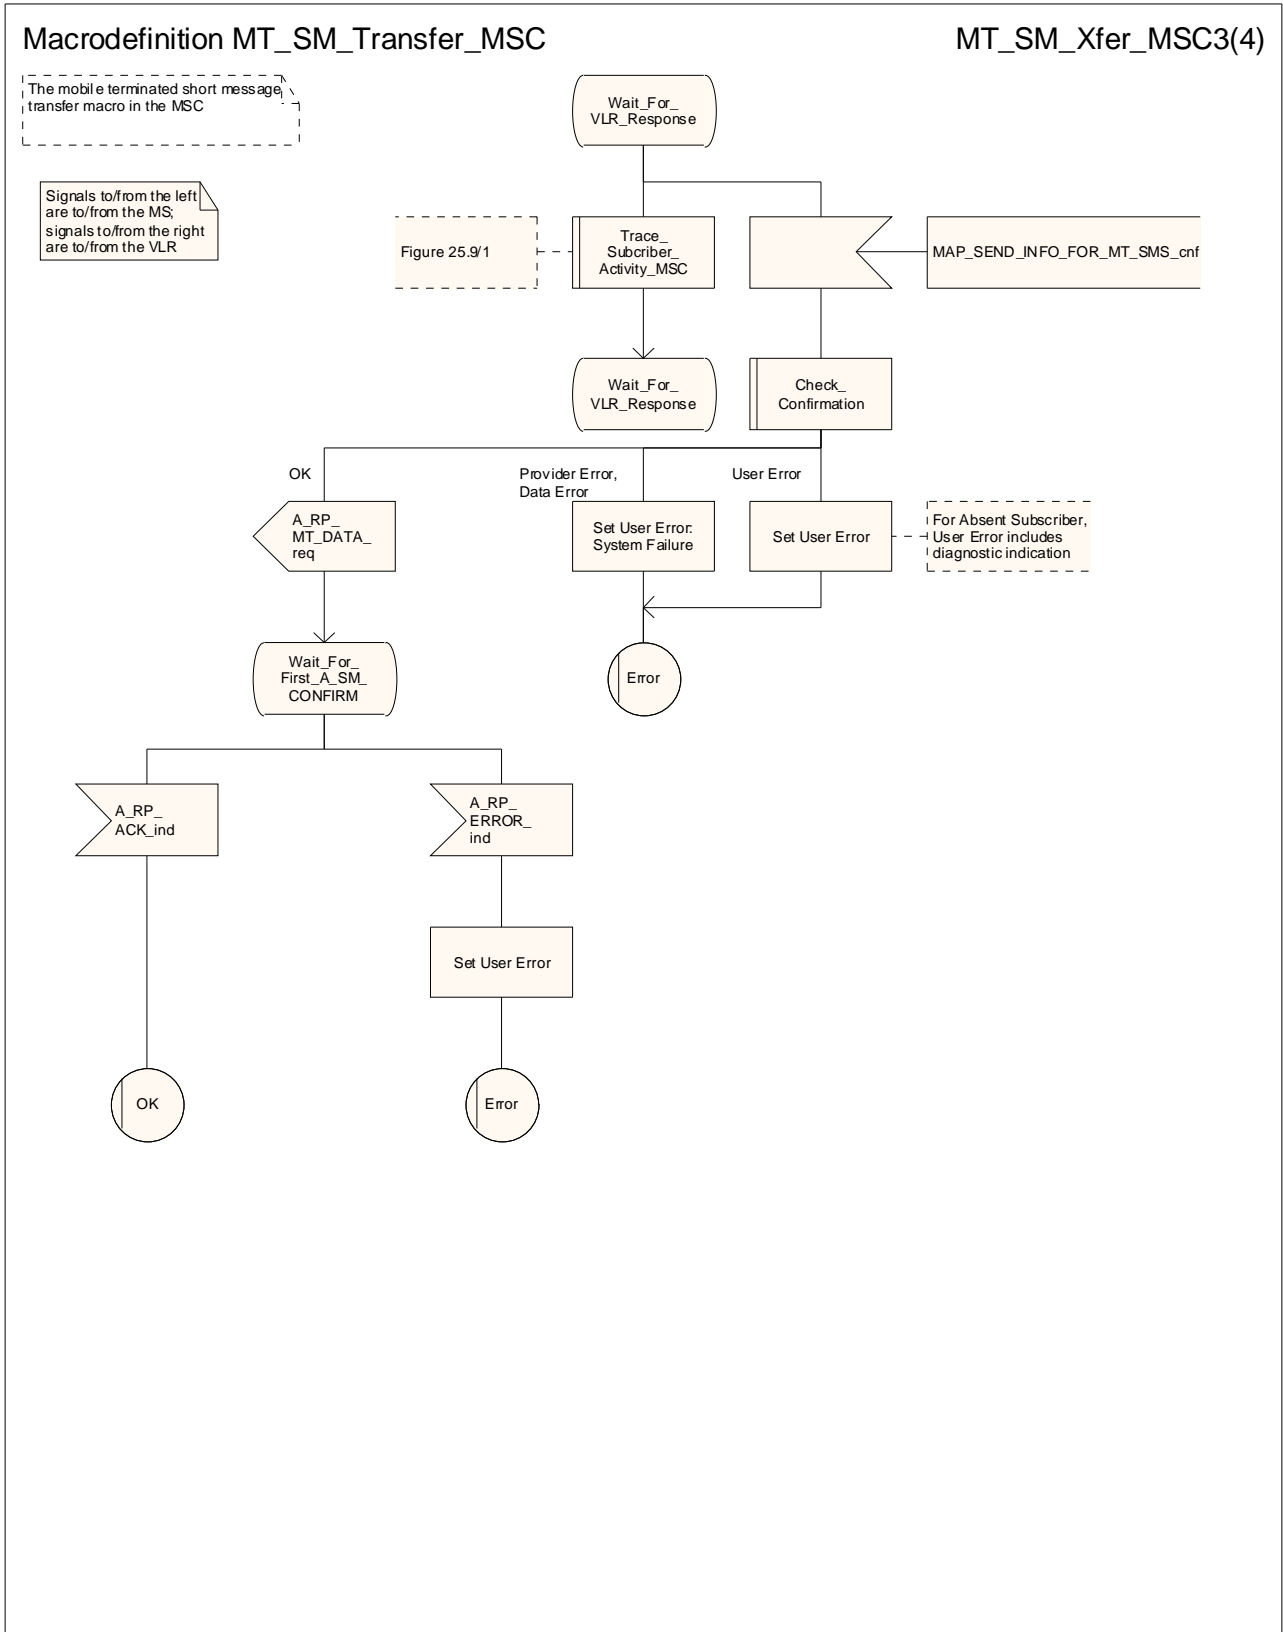 Macrodefinition MT_SM_Transfer_MSC
MT_SM_Xfer_MSC3(4)
The mobile terminated short message
transfer macro in the MSC
Wait_For_
VLR_Response
Signals to/from the left
are to/from the MS;
signals to/from the right
are to/from the VLR
Figure 25.9/1
Trace_
Subcriber_
Activity_MSC
MAP_SEND_INFO_FOR_MT_SMS_cnf
Wait_For_
VLR_Response
Check_
Confirmation
OK
Provider Error,
Data Error
User Error
A_RP_
MT_DATA_
req
Set User Error:
System Failure
Set User Error
For Absent Subscriber,
User Error includes
diagnostic indication
Wait_For_
First_A_SM_
CONFIRM
Error
A_RP_
ACK_ind
A_RP_
ERROR_
ind
Set User Error
OK
Error